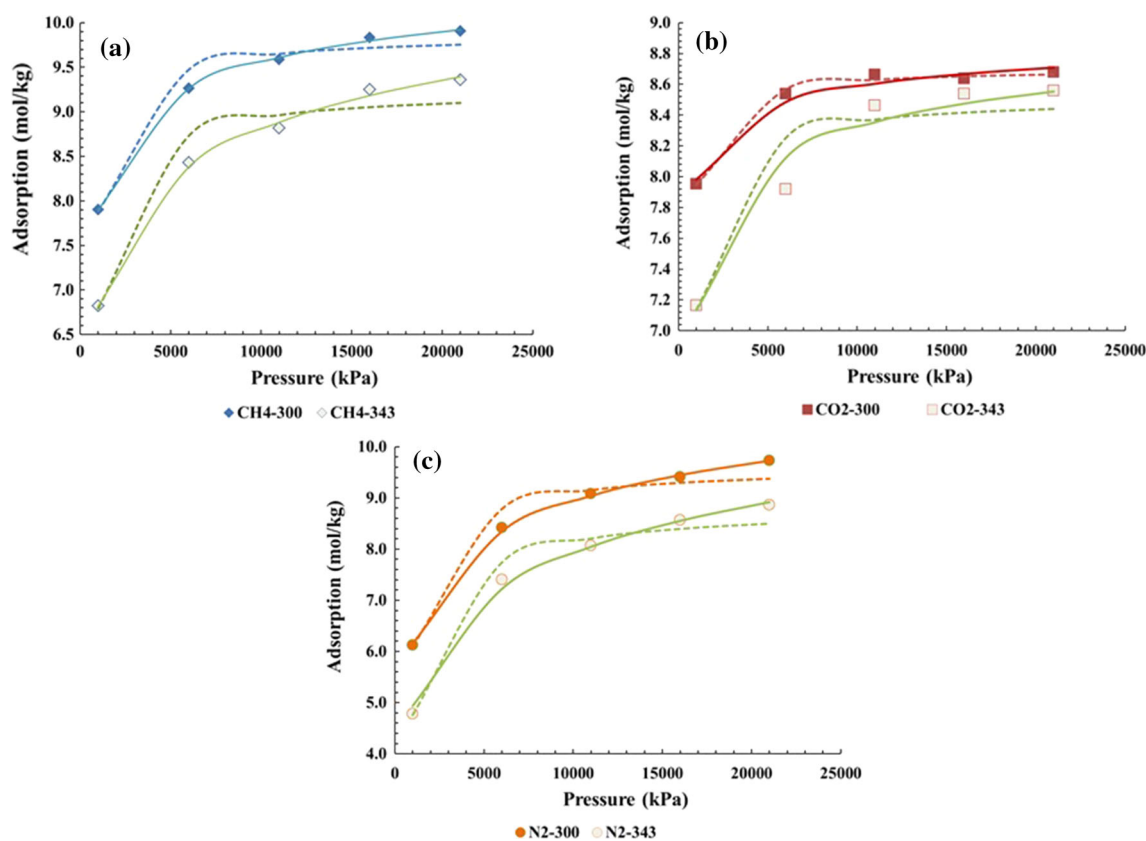 (a)
Adsorption (mol/kg)
10.0
9.5
9.0
8.5
8.0
7.5
7.0
6.5
0 5000 10000 15000 20000 25000
Pressure (kPa)
CH4-300 CH4-343
(b)
Adsorption (mol/kg)
9.0
8.8
8.6
8.4
8.2
8.0
7.8
7.6
7.4
7.2
7.0
0 5000 10000 15000 20000 25000
Pressure (kPa)
CO2-300 CO2-343
(c)
Adsorption (mol/kg)
10.0
9.0
8.0
7.0
6.0
5.0
4.0
0 5000 10000 15000 20000 25000
Pressure (kPa)
N2-300 N2-343